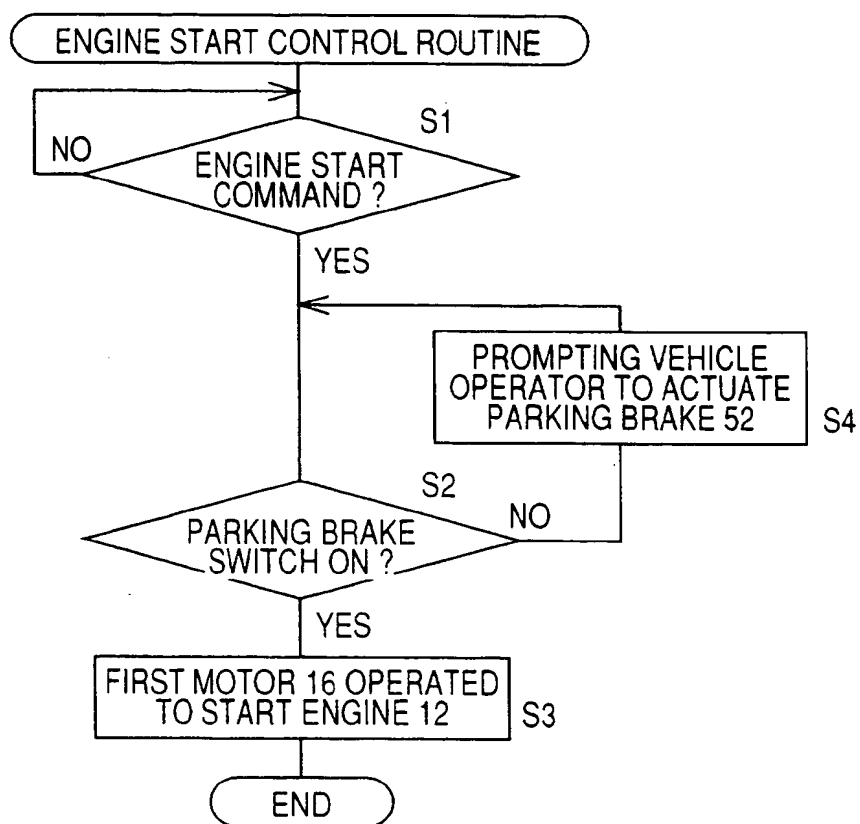 ENGINE START CONTROL ROUTINE
S1
NO
ENGINE START
COMMAND ?
YES
PROMPTING VEHICLE
OPERATOR TO ACTUATE
PARKING BRAKE 52
S4
S2
NO
PARKING BRAKE
SWITCH ON ?
YES
FIRST MOTOR 16 OPERATED
TO START ENGINE 12
S3
END